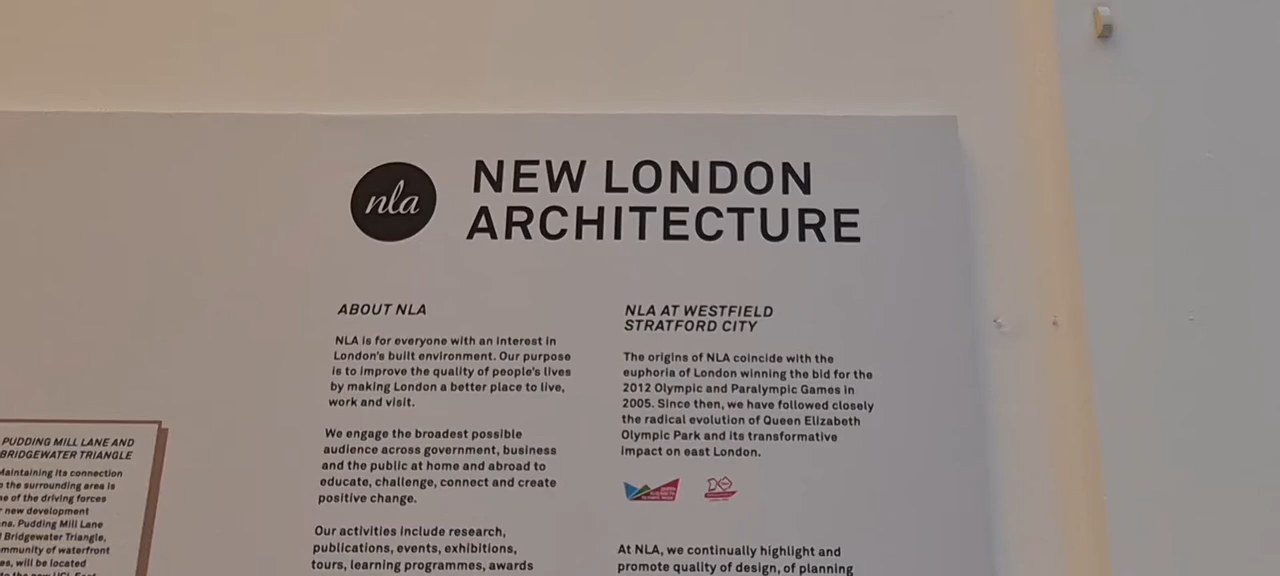 nla
NEW LONDON
ARCHITECTURE
ABOUT NLA
NLA is for everyone with an interest in
London's built environment. Our purpose
is to improve the quality of people's lives
by making London a better place to live,
work and visit.
We engage the broadest possible
audience across government, business
and the public at home and abroad to
educate, challenge, connect and create
positive change.
Our activities include research,
publications, events, exhibitions,
tours, learning programmes, awards
NLA AT WESTFIELD
STRATFORD CITY
The origins of NLA coincide with the
euphoria of London winning the bid for the
2012 Olympic and Paralympic Games in
2005. Since then, we have followed closely
the radical evolution of Queen Elizabeth
Olympic Park and its transformative
impact on east London.
At NLA, we continually highlight and
promote quality of design, of planning
PUDDING MILL LANE AND
BRIDGEWATER TRIANGLE
Maintaining its connection
the surrounding area is
of the driving forces
new development
Pudding Mill Lane
Bridgewater Triangle,
of waterfront
will be located